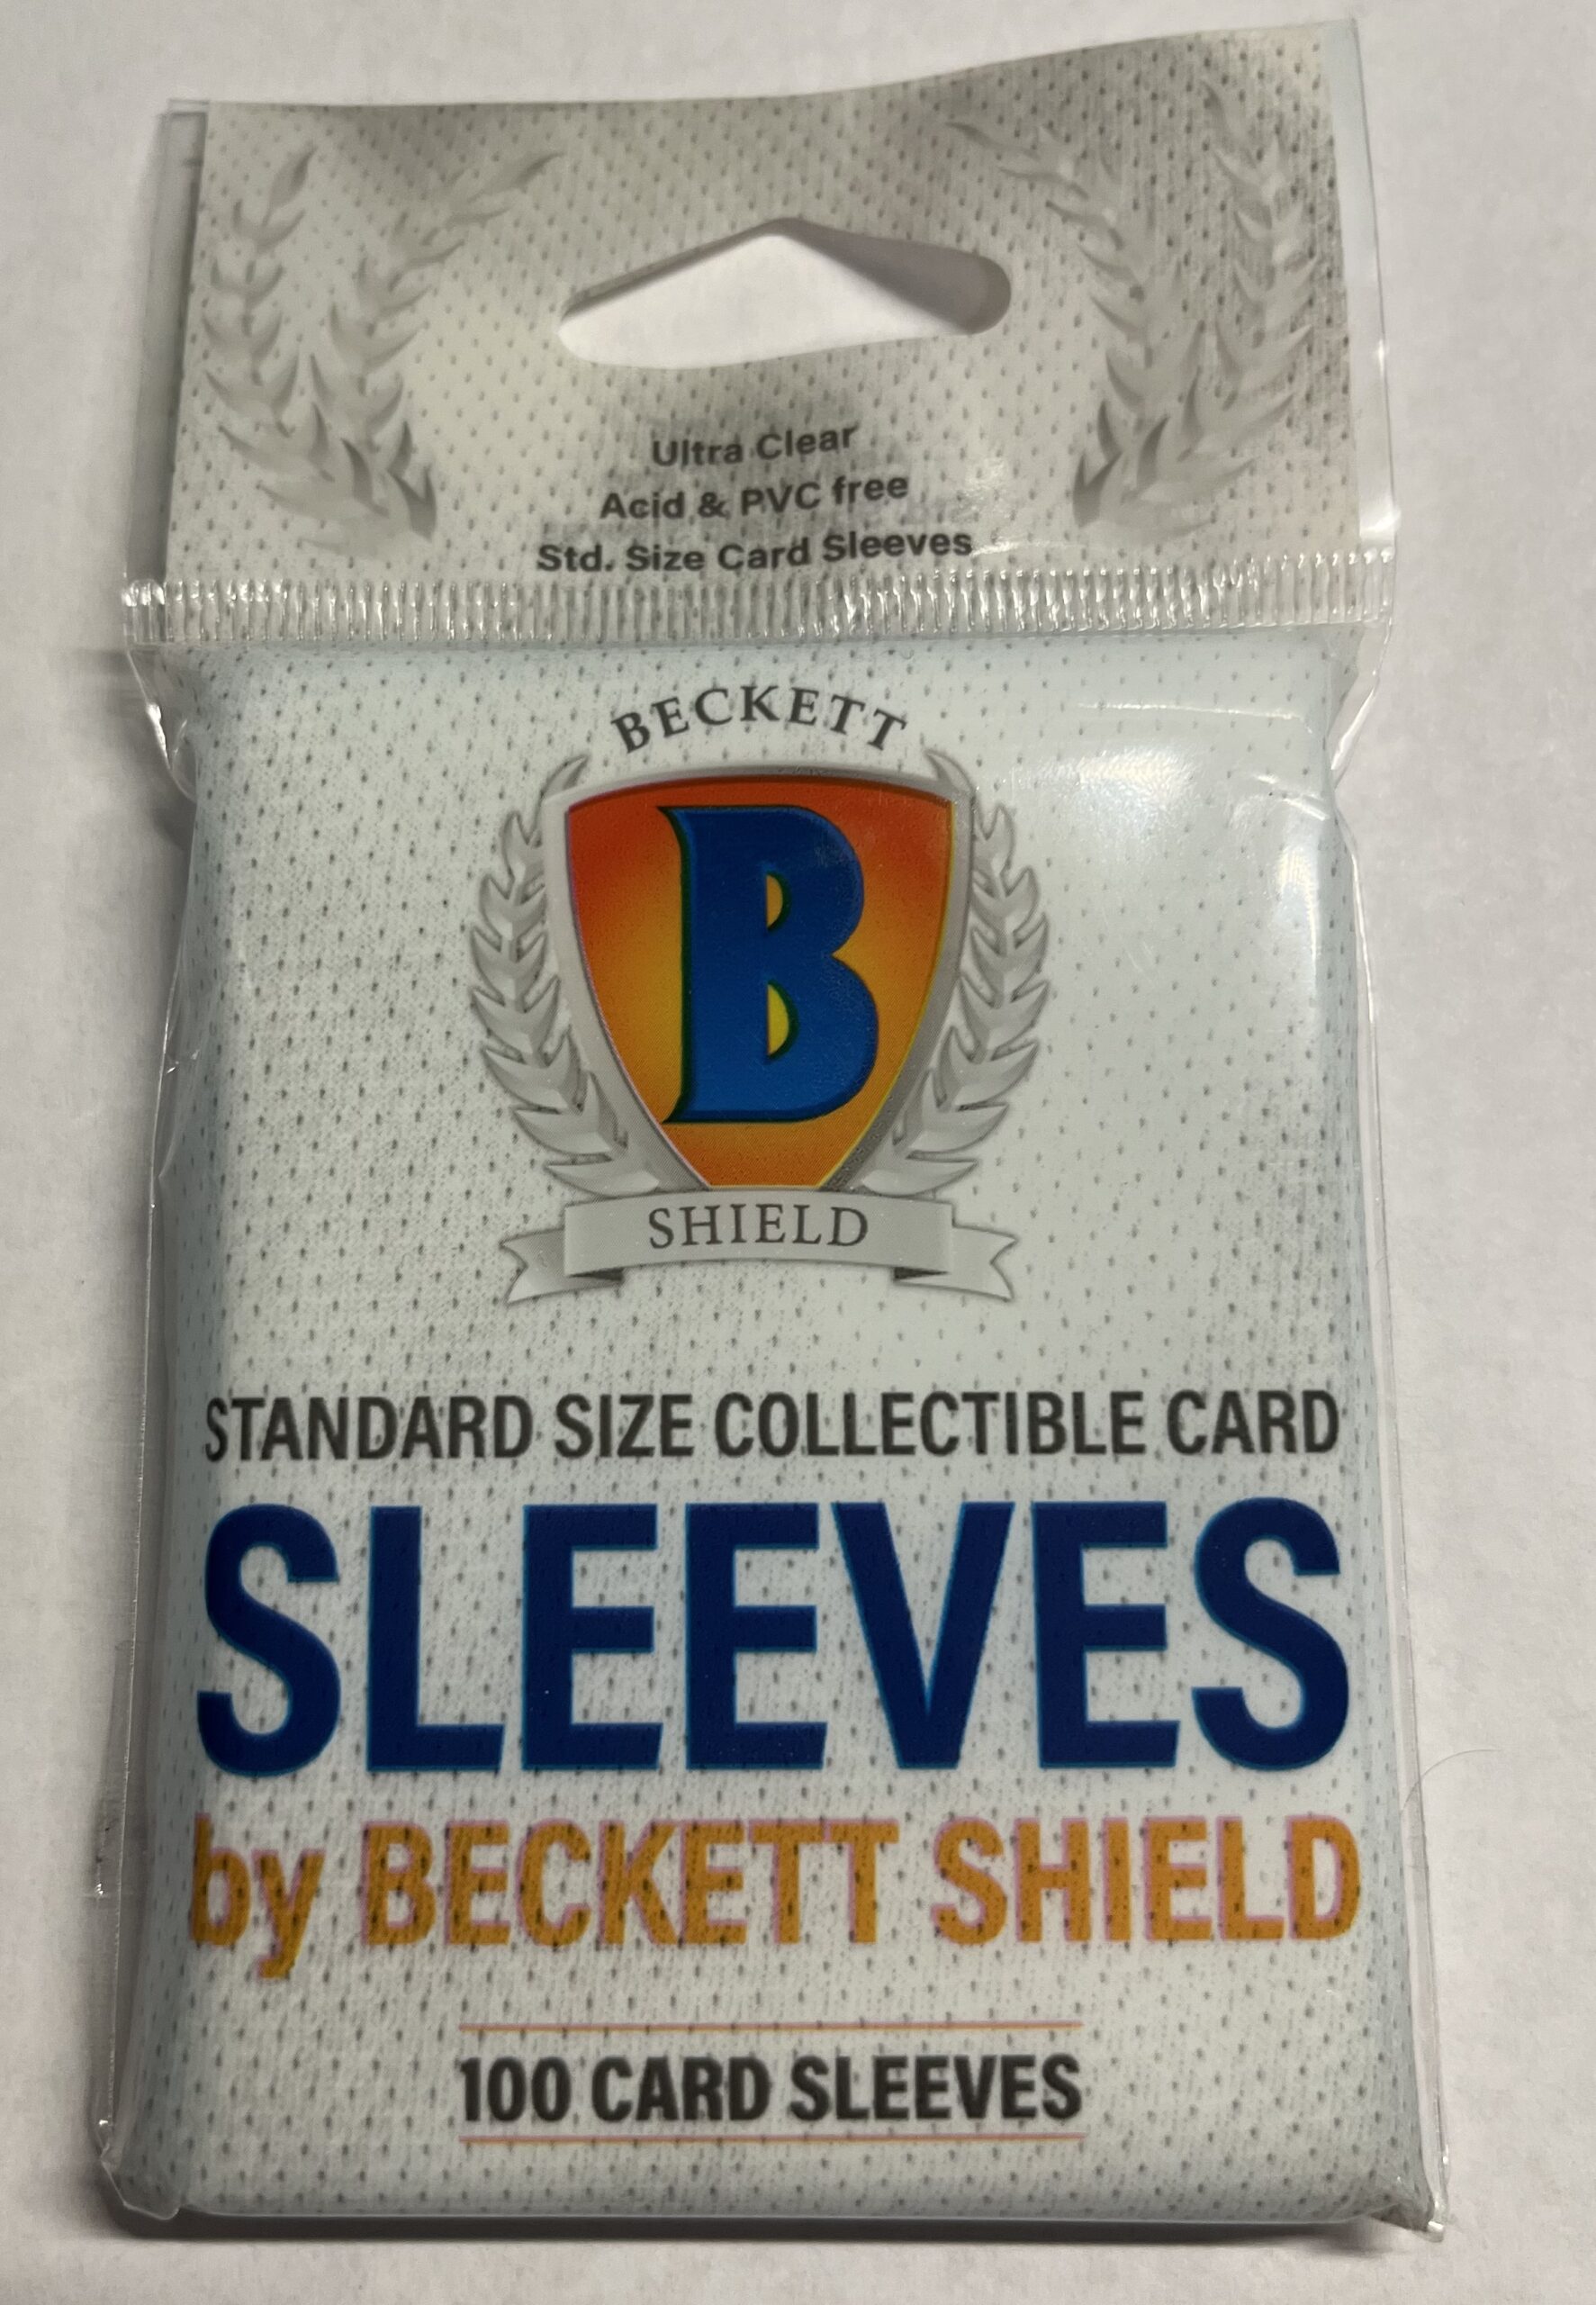 Ultra Clear
Acid & PVC free
Std. Size Card Sleeves
BECKETT
B
SHIELD
STANDARD SIZE COLLECTIBLE CARD
SLEEVES
by BECKETT SHIELD
100 CARD SLEEVES